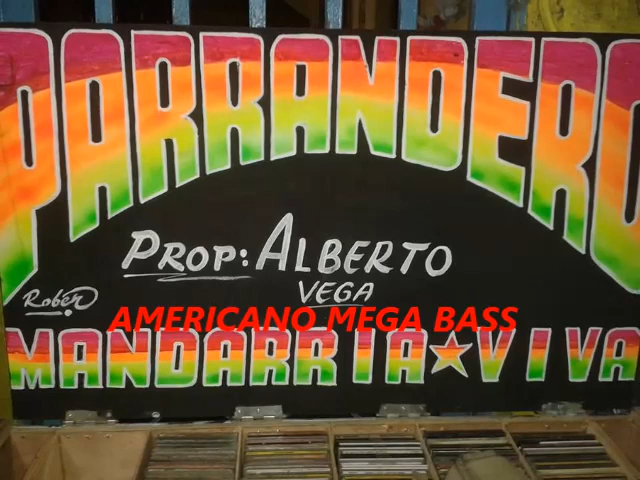 PARRANDERO
PROP: ALBERTO
VEGA
Rober
AMERICANO MEGA BASS
MANDARRIA★VIVA